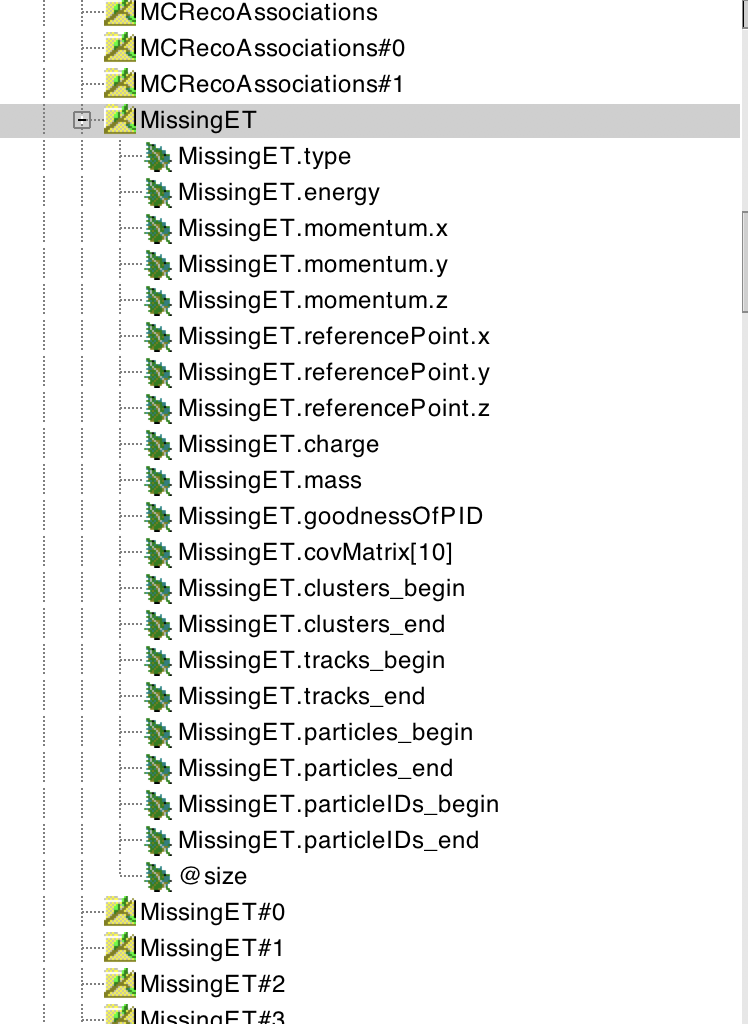 MCRecoAssociations
MCRecoAssociations#0
MCRecoAssociations#1
MissingET
MissingET.type
MissingET.energy
MissingET.momentum.x
MissingET.momentum.y
MissingET.momentum.z
MissingET.referencePoint.x
MissingET.referencePoint.y
MissingET.referencePoint.z
MissingET.charge
MissingET.mass
MissingET.goodnessOfPID
MissingET.covMatrix[10]
MissingET.clusters_begin
MissingET.clusters_end
MissingET.tracks_begin
MissingET.tracks_end
MissingET.particles_begin
MissingET.particles_end
MissingET.particleIDs_begin
MissingET.particleIDs_end
@size
MissingET#0
MissingET#1
MissingET#2
MissingET#3